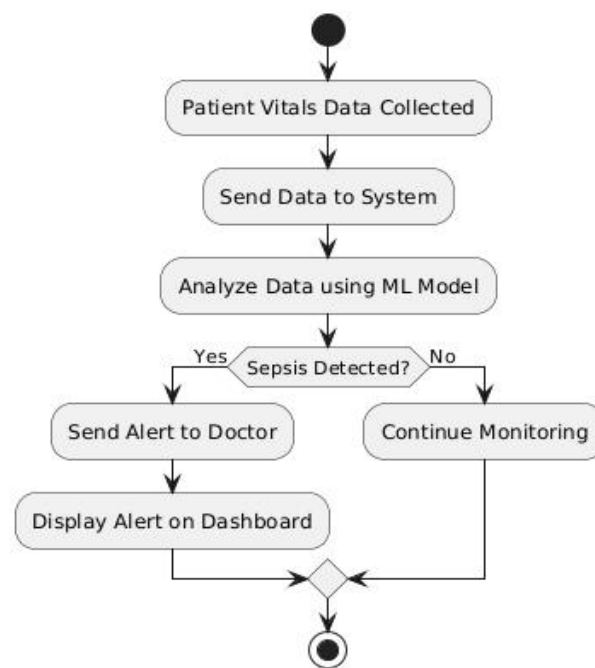 Patient Vitals Data Collected
Send Data to System
Analyze Data using ML Model
Yes
Sepsis Detected?
No
Send Alert to Doctor
Continue Monitoring
Display Alert on Dashboard